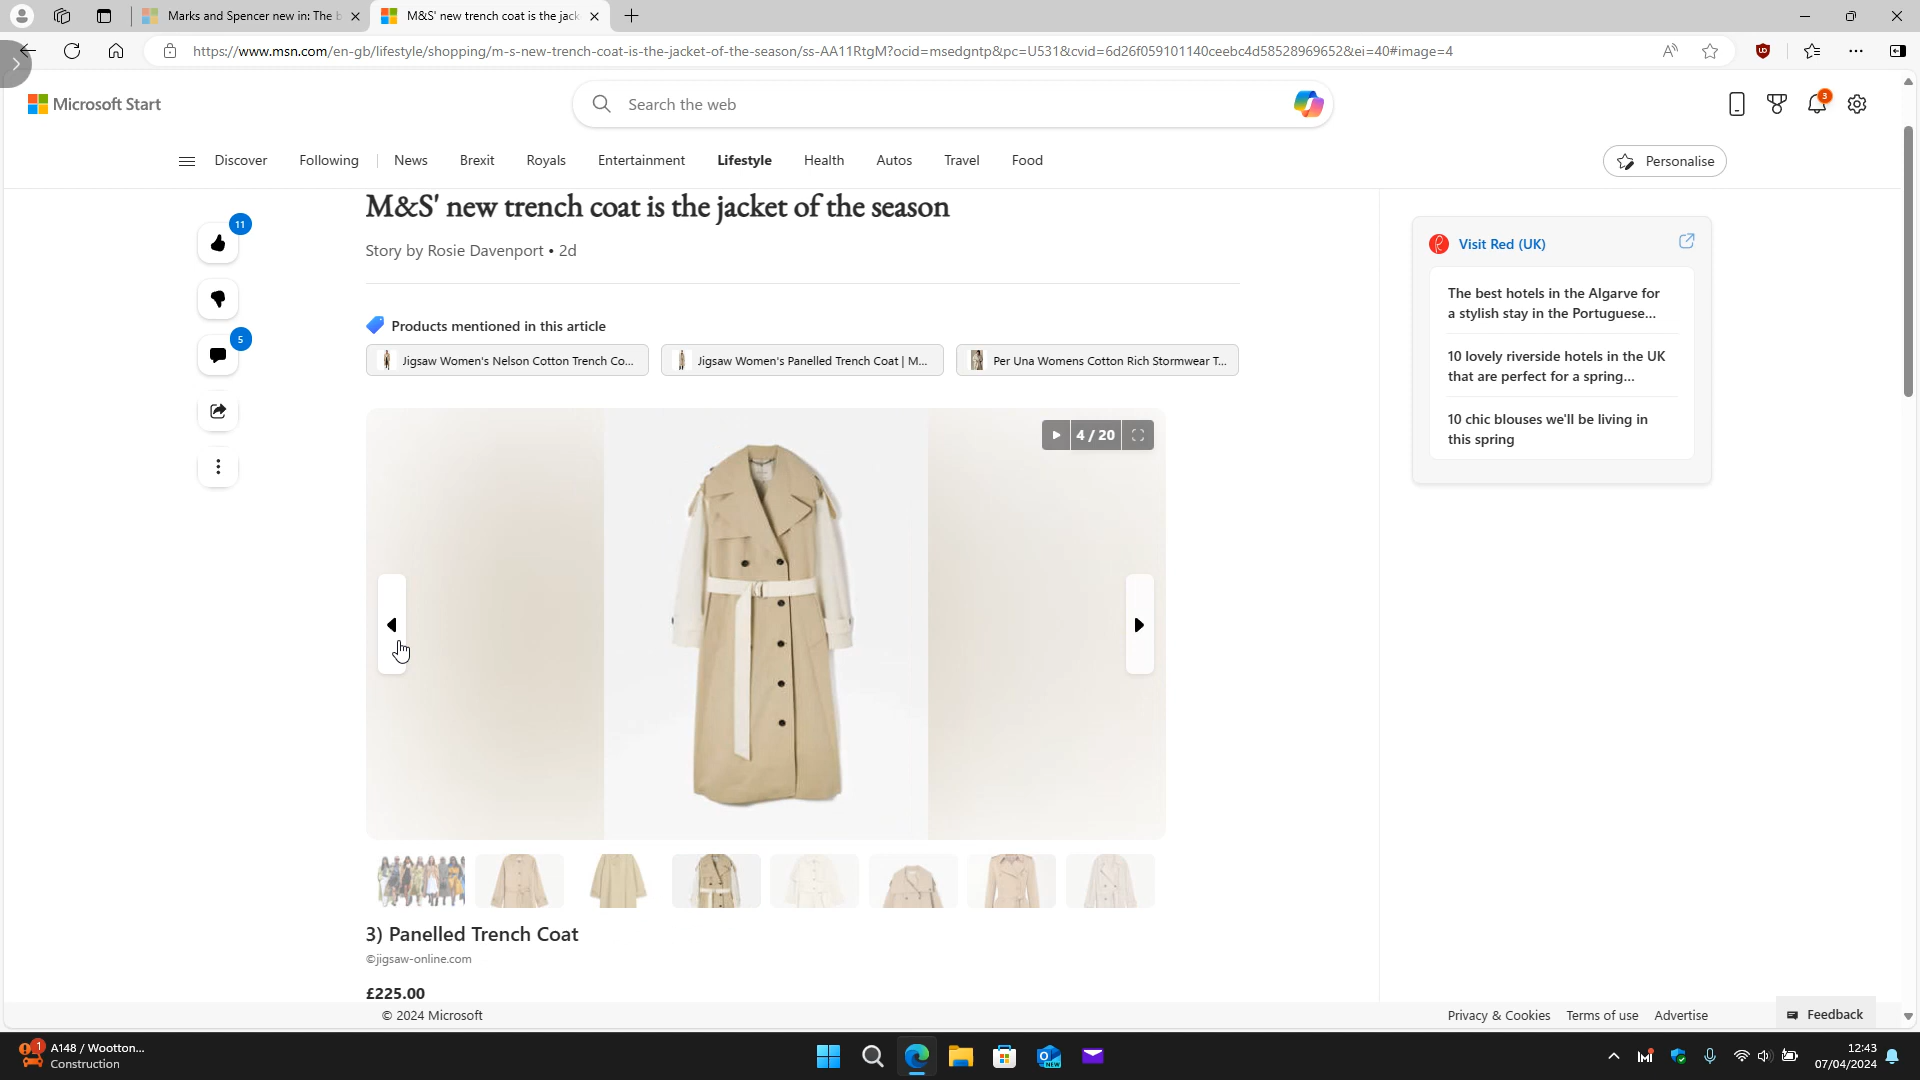 Marks and Spencer new in: The b
M&S' new trench coat is the jack
https://www.msn.com/en-gb/lifestyle/shopping/m-s-new-trench-coat-is-the-jacket-of-the-season/ss-AA11RtgM?ocid=msedgntp&pc=U531&cvid=6d26f059101140ceebc4d58528969652&ei=40#image=4
Microsoft Start
Search the web
3
Discover
Following
News
Brexit
Royals
Entertainment
Lifestyle
Health
Autos
Travel
Food
Personalise
M&S' new trench coat is the jacket of the season
Story by Rosie Davenport • 2d
11
5
Products mentioned in this article
Jigsaw Women's Nelson Cotton Trench Co...
Jigsaw Women's Panelled Trench Coat | M...
Per Una Womens Cotton Rich Stormwear T...
4 / 20
Visit Red (UK)
The best hotels in the Algarve for
a stylish stay in the Portuguese...
10 lovely riverside hotels in the UK
that are perfect for a spring...
10 chic blouses we'll be living in
this spring
3) Panelled Trench Coat
©jigsaw-online.com
£225.00
© 2024 Microsoft
Privacy & Cookies
Terms of use
Advertise
Feedback
1
A148 / Wootton...
Construction
NEW
12:43
07/04/2024